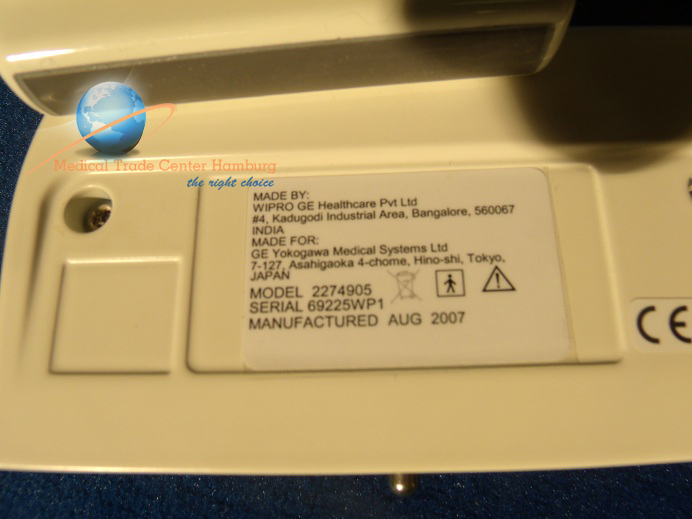 Medical Trade Center Hamburg
the right choice
MADE BY:
WIPRO GE Healthcare Pvt Ltd
#4, Kadugodi Industrial Area, Bangalore, 560067
INDIA
MADE FOR:
GE Yokogawa Medical Systems Ltd
7-127, Asahigaoka 4-chome, Hino-shi, Tokyo,
JAPAN
MODEL 2274905
SERIAL 69225WP1
MANUFACTURED AUG 2007
CE